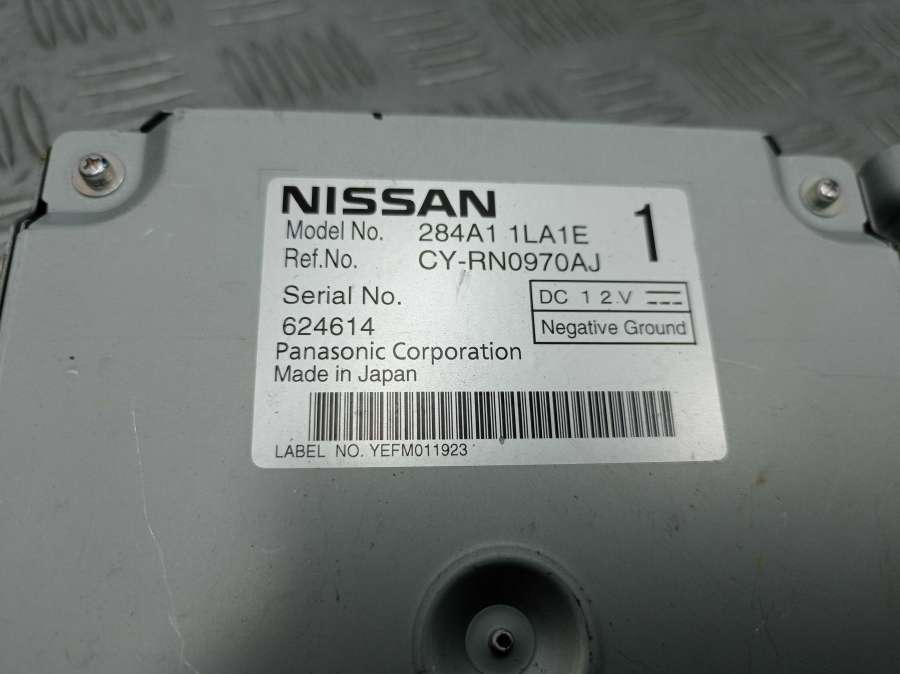 NISSAN
Model No. 284A1 1LA1E 1
Ref.No. CY-RN0970AJ
Serial No.
DC 12V
624614
Negative Ground
Panasonic Corporation
Made in Japan
LABEL NO. YEFM011923